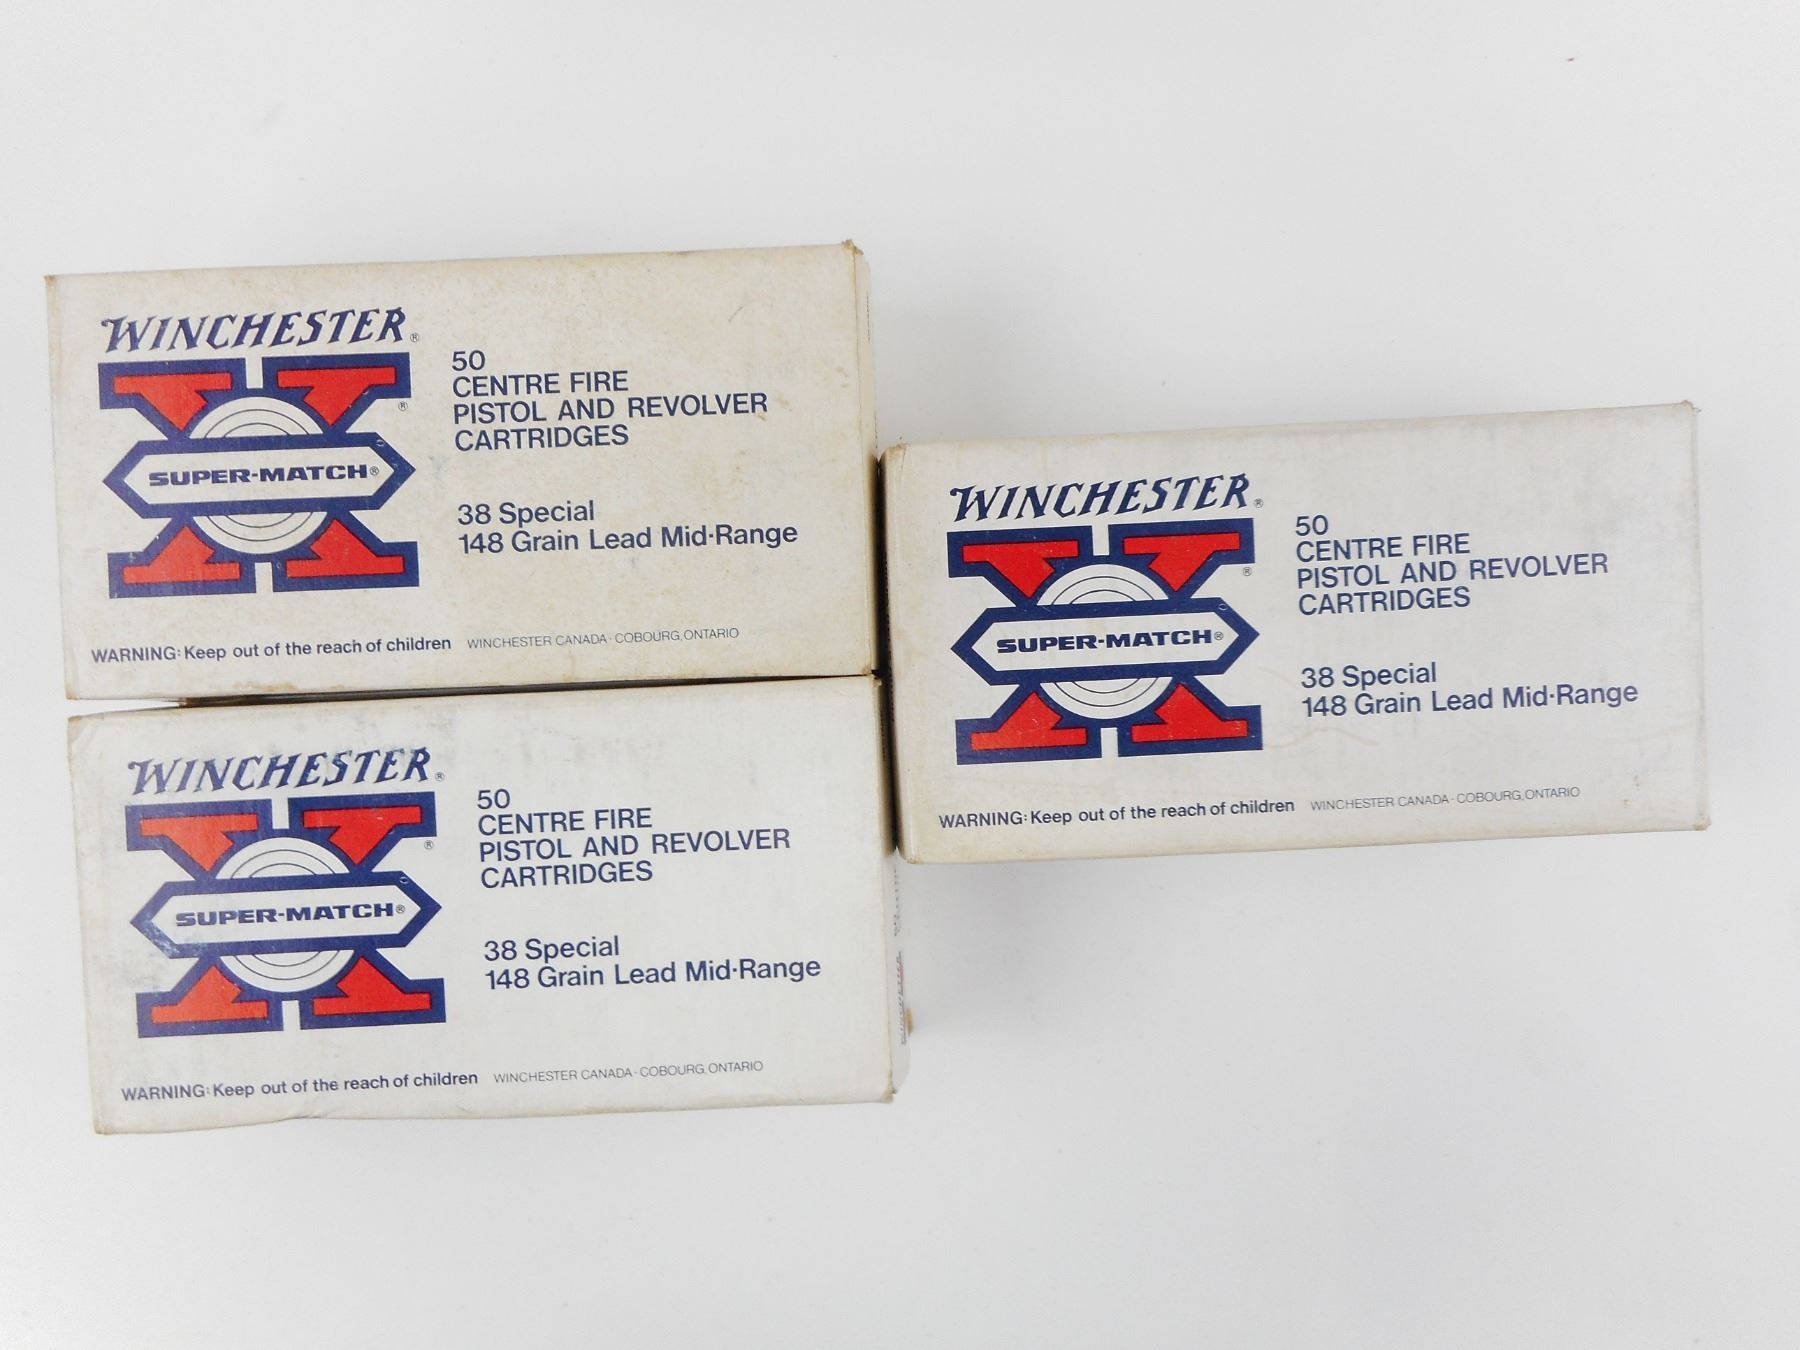 WINCHESTER®
®
SUPER-MATCH®
50
CENTRE FIRE
PISTOL AND REVOLVER
CARTRIDGES
38 Special
148 Grain Lead Mid-Range
WARNING: Keep out of the reach of children WINCHESTER CANADA - COBOURG, ONTARIO
WINCHESTER®
®
SUPER-MATCH®
50
CENTRE FIRE
PISTOL AND REVOLVER
CARTRIDGES
38 Special
148 Grain Lead Mid-Range
WARNING: Keep out of the reach of children WINCHESTER CANADA - COBOURG, ONTARIO
WINCHESTER®
®
SUPER-MATCH®
50
CENTRE FIRE
PISTOL AND REVOLVER
CARTRIDGES
38 Special
148 Grain Lead Mid-Range
WARNING: Keep out of the reach of children WINCHESTER CANADA - COBOURG, ONTARIO